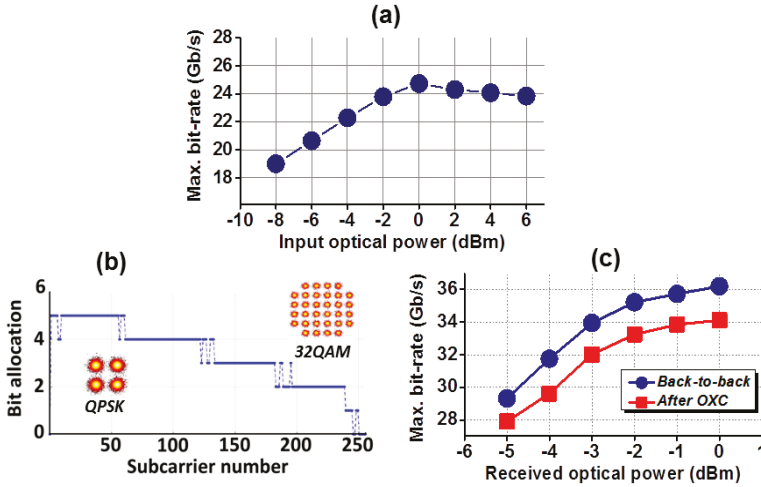 (a)
Max. bit-rate (Gb/s)
28
26
24
22
20
18
-10 -8 -6 -4 -2 0 2 4 6
Input optical power (dBm)
(b)
Bit allocation
6
4
2
0
32QAM
QPSK
50 100 150 200 250
Subcarrier number
(c)
Max. bit-rate (Gb/s)
36
34
31
30
28
Back-to-back
After OXC
-6 -5 -4 -3 -2 -1 -0 1
Received optical power (dBm)